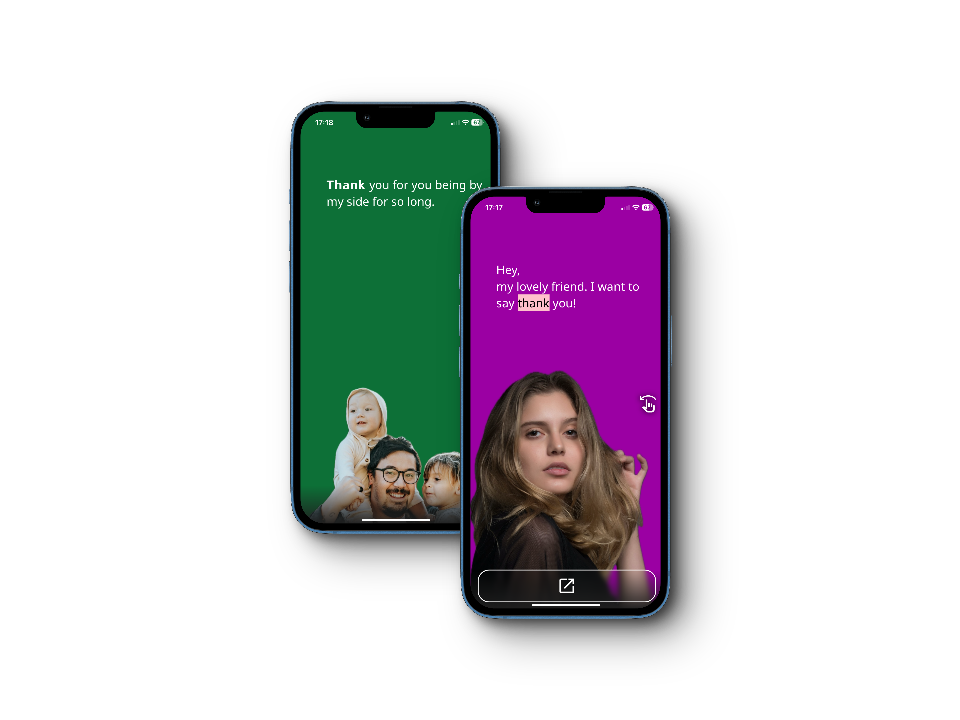 17:18
Thank you for you being by
my side for so long.
17:17
Hey,
my lovely friend. I want to
say thank you!